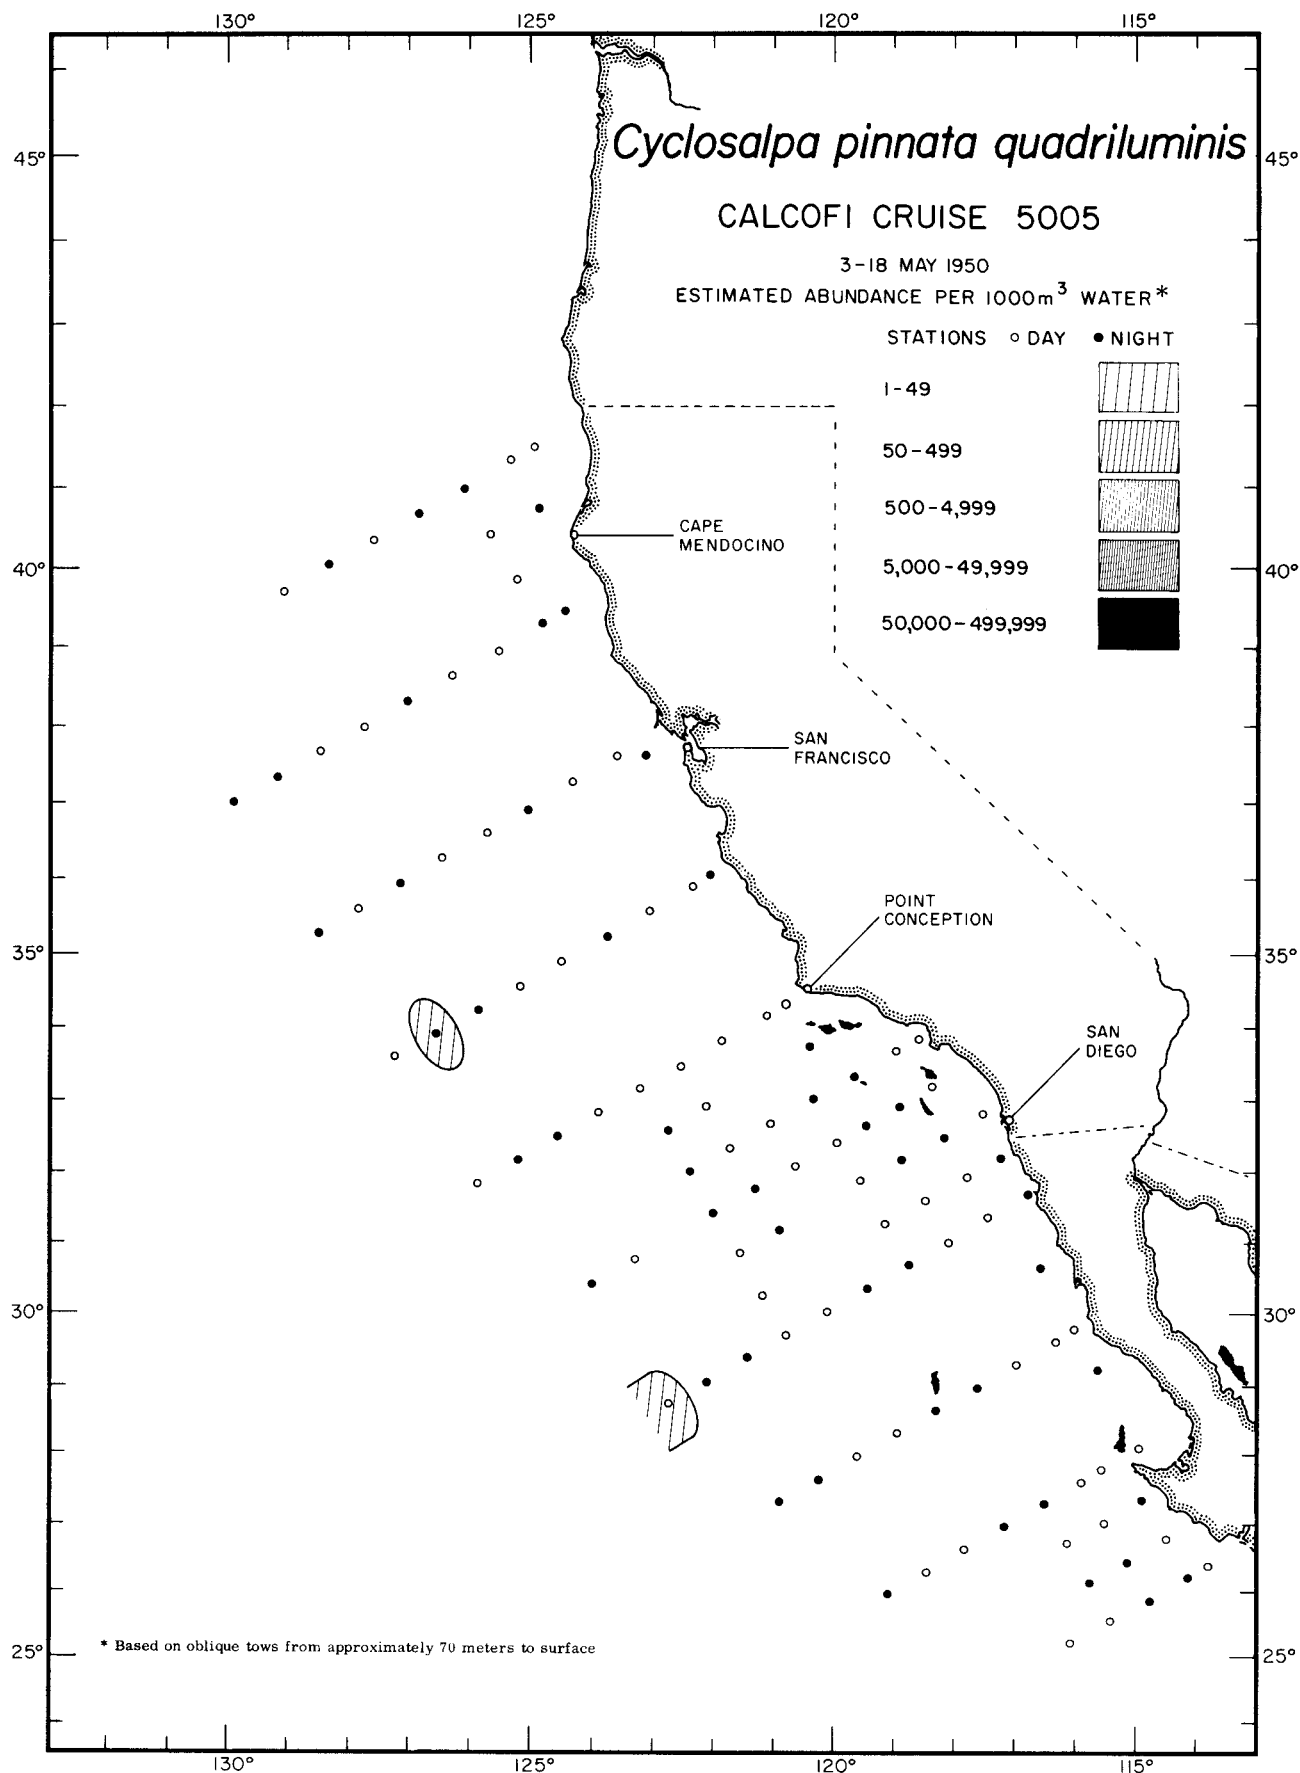 130° 125° 120° 115°
Cyclosalpa pinnata quadriluminis
45° 45°
CALCOFI CRUISE 5005
3-18 MAY 1950
ESTIMATED ABUNDANCE PER 1000m³ WATER*
STATIONS ○ DAY ● NIGHT
1-49
50-499
500-4,999
CAPE
MENDOCINO
5,000-49,999
40° 40°
50,000-499,999
SAN
FRANCISCO
POINT
CONCEPTION
35° 35°
SAN
DIEGO
30° 30°
* Based on oblique tows from approximately 70 meters to surface
25° 25°
130° 125° 120° 115°